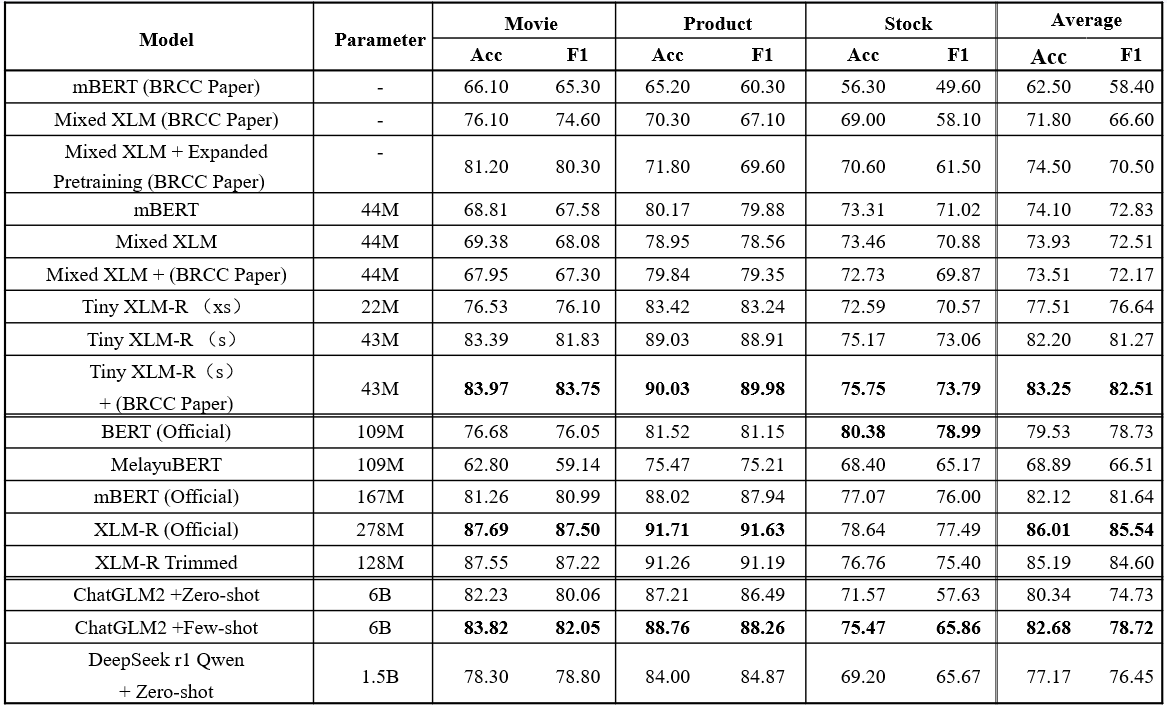 Model Parameter Movie Product Stock Average
Acc F1 Acc F1 Acc F1 Acc F1
mBERT (BRCC Paper) - 66.10 65.30 65.20 60.30 56.30 49.60 62.50 58.40
Mixed XLM (BRCC Paper) - 76.10 74.60 70.30 67.10 69.00 58.10 71.80 66.60
Mixed XLM + Expanded
Pretraining (BRCC Paper) - 81.20 80.30 71.80 69.60 70.60 61.50 74.50 70.50
mBERT 44M 68.81 67.58 80.17 79.88 73.31 71.02 74.10 72.83
Mixed XLM 44M 69.38 68.08 78.95 78.56 73.46 70.88 73.93 72.51
Mixed XLM + (BRCC Paper) 44M 67.95 67.30 79.84 79.35 72.73 69.87 73.51 72.17
Tiny XLM-R （xs） 22M 76.53 76.10 83.42 83.24 72.59 70.57 77.51 76.64
Tiny XLM-R （s） 43M 83.39 81.83 89.03 88.91 75.17 73.06 82.20 81.27
Tiny XLM-R（s）
+ (BRCC Paper) 43M 83.97 83.75 90.03 89.98 75.75 73.79 83.25 82.51
BERT (Official) 109M 76.68 76.05 81.52 81.15 80.38 78.99 79.53 78.73
MelayuBERT 109M 62.80 59.14 75.47 75.21 68.40 65.17 68.89 66.51
mBERT (Official) 167M 81.26 80.99 88.02 87.94 77.07 76.00 82.12 81.64
XLM-R (Official) 278M 87.69 87.50 91.71 91.63 78.64 77.49 86.01 85.54
XLM-R Trimmed 128M 87.55 87.22 91.26 91.19 76.76 75.40 85.19 84.60
ChatGLM2 +Zero-shot 6B 82.23 80.06 87.21 86.49 71.57 57.63 80.34 74.73
ChatGLM2 +Few-shot 6B 83.82 82.05 88.76 88.26 75.47 65.86 82.68 78.72
DeepSeek r1 Qwen
+ Zero-shot 1.5B 78.30 78.80 84.00 84.87 69.20 65.67 77.17 76.45